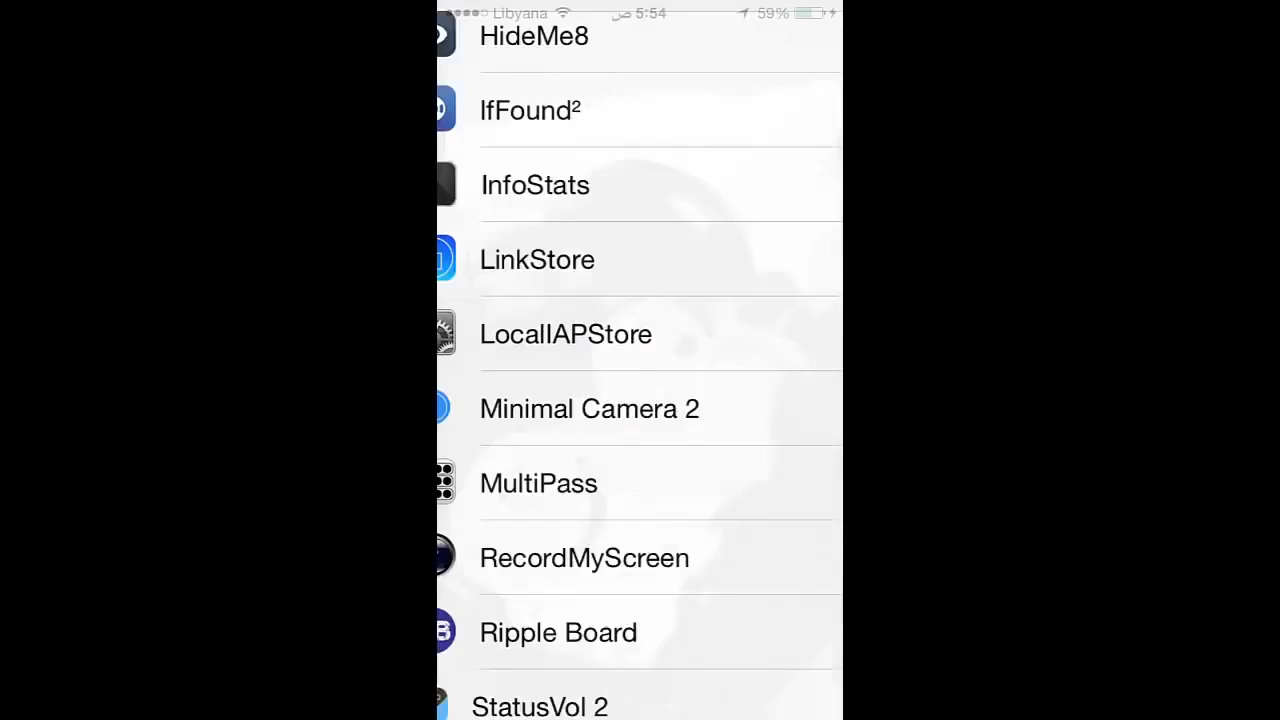 Libyana 5:54 ص 59%
HideMe8
IfFound²
InfoStats
LinkStore
LocalIAPStore
Minimal Camera 2
MultiPass
RecordMyScreen
Ripple Board
StatusVol 2